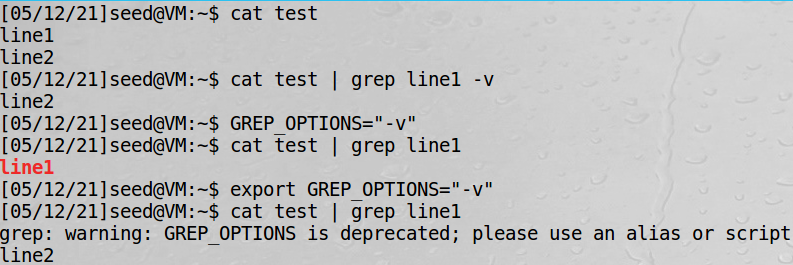 [05/12/21]seed@VM:~$ cat test
line1
line2
[05/12/21]seed@VM:~$ cat test | grep line1 -v
line2
[05/12/21]seed@VM:~$ GREP_OPTIONS="-v"
[05/12/21]seed@VM:~$ cat test | grep line1
line1
[05/12/21]seed@VM:~$ export GREP_OPTIONS="-v"
[05/12/21]seed@VM:~$ cat test | grep line1
grep: warning: GREP_OPTIONS is deprecated; please use an alias or script
line2